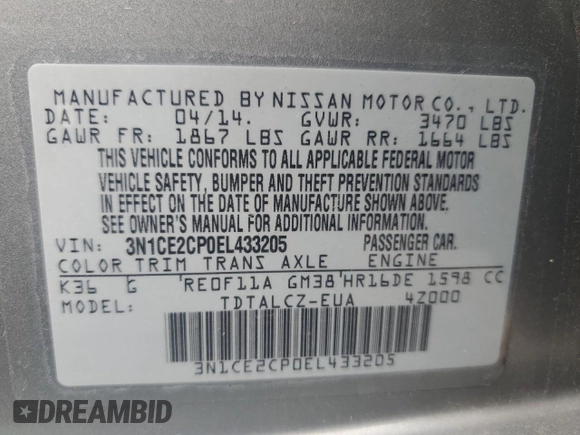 MANUFACTURED BY NISSAN MOTOR CO., LTD.
DATE: 04/14. GVWR: 3470 LBS
GAWR FR: 1867 LBS GAWR RR: 1664 LBS
THIS VEHICLE CONFORMS TO ALL APPLICABLE FEDERAL MOTOR
VEHICLE SAFETY, BUMPER AND THEFT PREVENTION STANDARDS
IN EFFECT ON THE DATE OF MANUFACTURE SHOWN ABOVE.
SEE OWNER'S MANUAL FOR ADDITIONAL INFORMATION.
VIN: 3N1CE2CP0EL433205 PASSENGER CAR.
COLOR TRIM TRANS AXLE ENGINE
K36 G RE0F11A GM38 HR16DE 1598 CC
MODEL: TDTALCZ-EUA 4Z000
3N1CE2CP0EL433205
DREAMBID